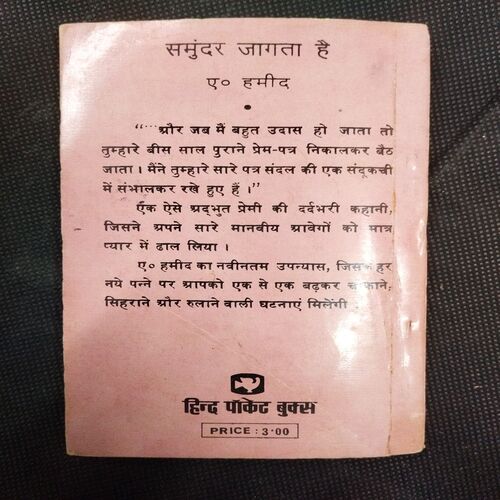 समुंदर जागता है
ए० हमीद
“···और जब मैं बहुत उदास हो जाता तो
तुम्हारे बीस साल पुराने प्रेम-पत्र निकालकर बैठ
जाता। मैंने तुम्हारे सारे पत्र संदल की एक संदूकची
में संभालकर रखे हुए हैं।”
एक ऐसे अद्भुत प्रेमी की दर्दभरी कहानी,
जिसने अपने सारे मानवीय आवेगों को मात्र
प्यार में ढाल लिया।
ए० हमीद का नवीनतम उपन्यास, हर
नये पन्ने पर आपको एक से एक बढ़कर
सिहराने और रुलाने वाली घटनाएं मिलेंगी
हिन्द पॉकेट बुक्स
PRICE : 3·00